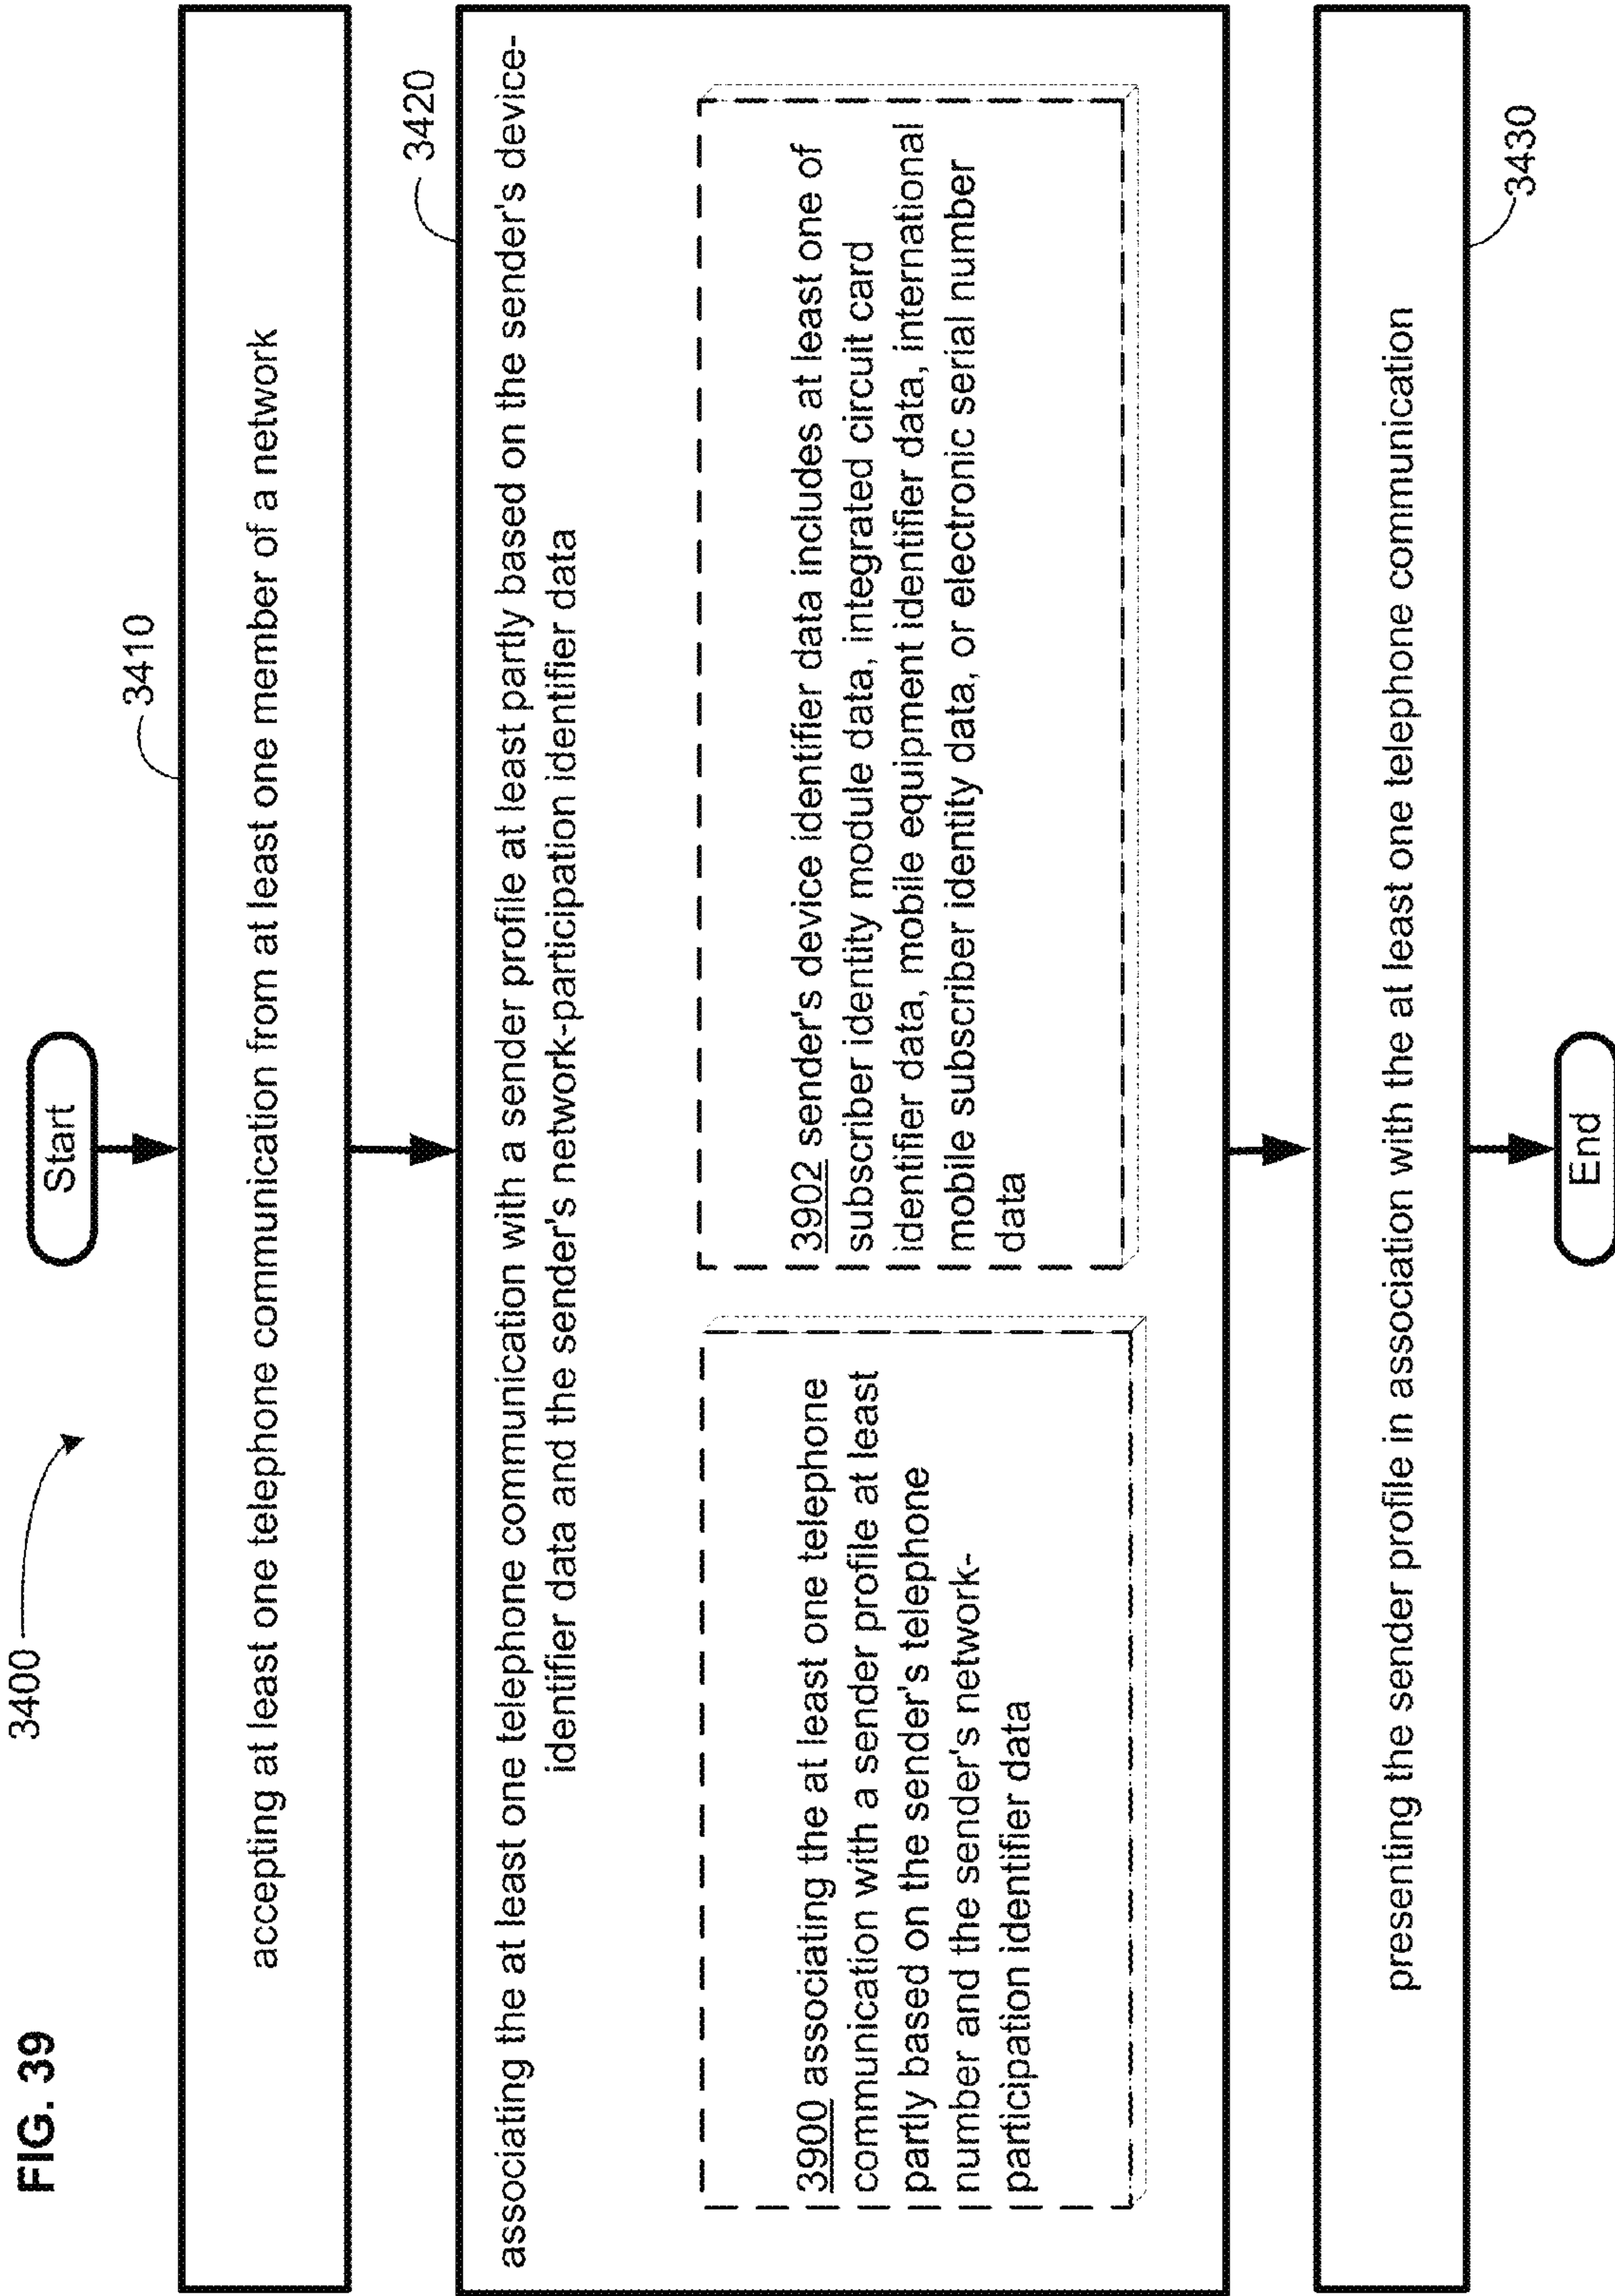 FIG. 39
3400
Start
3410
accepting at least one telephone communication from at least one member of a network
3420
associating the at least one telephone communication with a sender profile at least partly based on the sender's device-
identifier data and the sender's network-participation identifier data
3900 associating the at least one telephone
communication with a sender profile at least
partly based on the sender's telephone
number and the sender's network-
participation identifier data
3902 sender's device identifier data includes at least one of
subscriber identity module data, integrated circuit card
identifier data, mobile equipment identifier data, international
mobile subscriber identity data, or electronic serial number
data
presenting the sender profile in association with the at least one telephone communication
3430
End